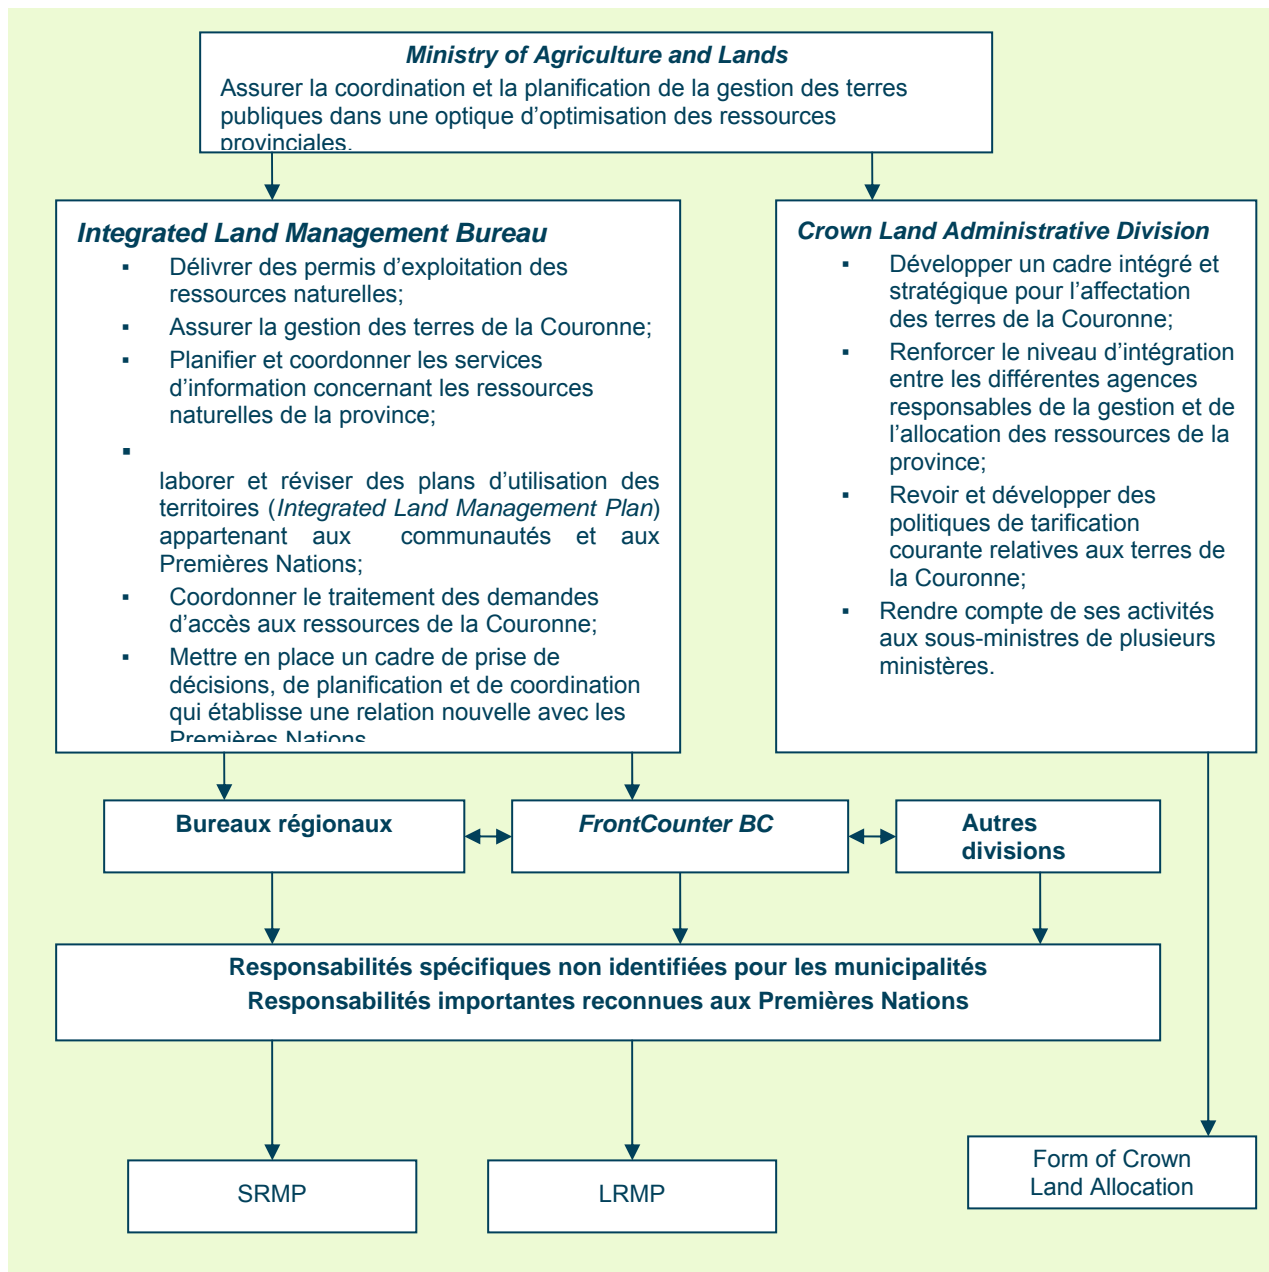 Ministry of Agriculture and Lands
Assurer la coordination et la planification de la gestion des terres
publiques dans une optique d’optimisation des ressources
provinciales.
Integrated Land Management Bureau
▪ Délivrer des permis d’exploitation des
ressources naturelles;
▪ Assurer la gestion des terres de la Couronne;
▪ Planifier et coordonner les services
d’information concernant les ressources
naturelles de la province;
▪
laborer et réviser des plans d’utilisation des
territoires (Integrated Land Management Plan)
appartenant aux communautés et aux
Premières Nations;
▪ Coordonner le traitement des demandes
d’accès aux ressources de la Couronne;
▪ Mettre en place un cadre de prise de
décisions, de planification et de coordination
qui établisse une relation nouvelle avec les
Premières Nations
Crown Land Administrative Division
▪ Développer un cadre intégré et
stratégique pour l’affectation
des terres de la Couronne;
▪ Renforcer le niveau d’intégration
entre les différentes agences
responsables de la gestion et de
l’allocation des ressources de la
province;
▪ Revoir et développer des
politiques de tarification
courante relatives aux terres de
la Couronne;
▪ Rendre compte de ses activités
aux sous-ministres de plusieurs
ministères.
Bureaux régionaux
FrontCounter BC
Autres
divisions
Responsabilités spécifiques non identifiées pour les municipalités
Responsabilités importantes reconnues aux Premières Nations
SRMP
LRMP
Form of Crown
Land Allocation